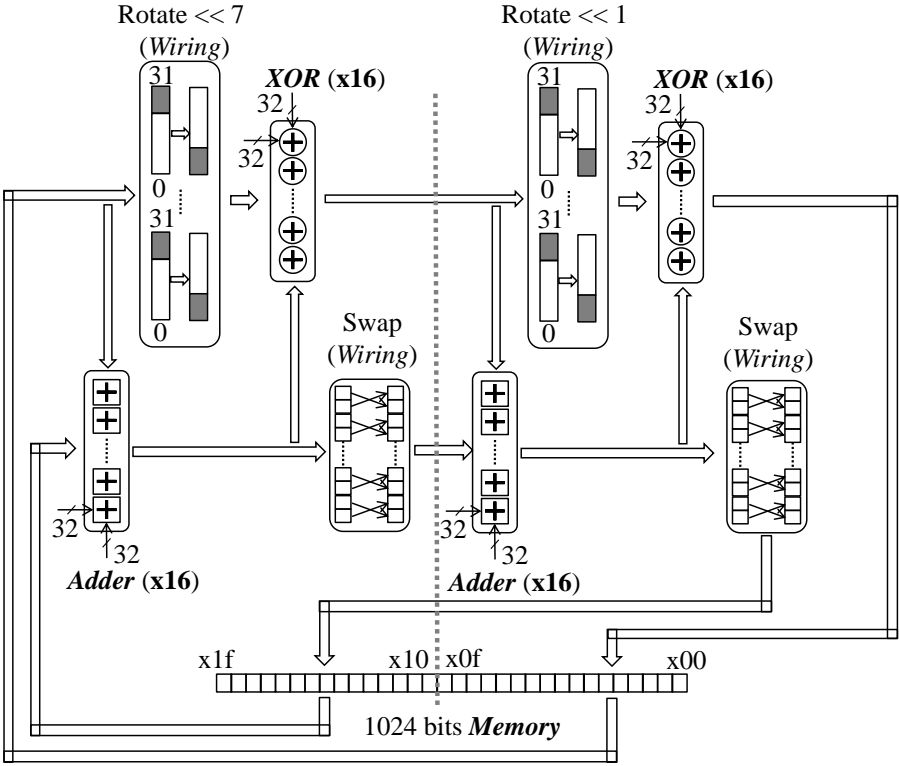 Rotate << 7
(Wiring)
31
0
31
0
XOR (x16)
32
32
Rotate << 1
(Wiring)
31
0
31
0
XOR (x16)
32
32
Swap
(Wiring)
Swap
(Wiring)
32
32
Adder (x16)
32
32
Adder (x16)
x1f
x10
x0f
x00
1024 bits Memory